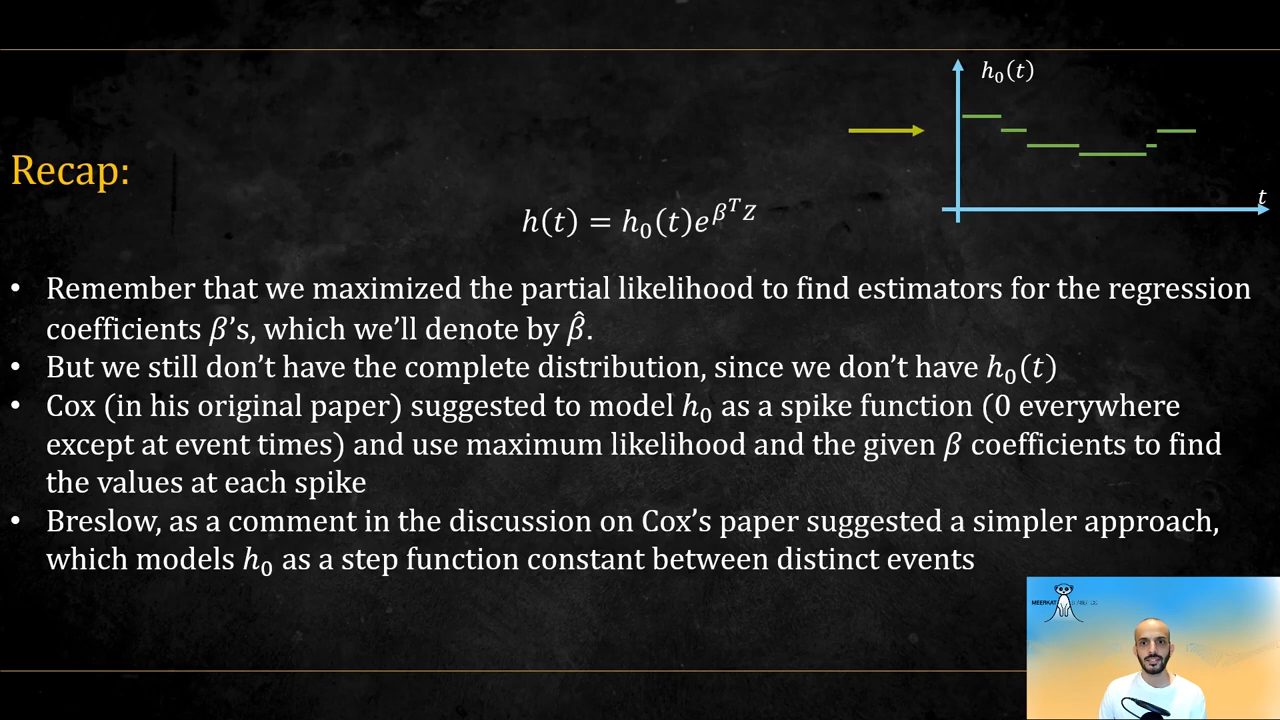 h₀(t)
t
Recap:
h(t) = h₀(t)e^{β^T Z}
• Remember that we maximized the partial likelihood to find estimators for the regression
coefficients β’s, which we’ll denote by β̂.
• But we still don’t have the complete distribution, since we don’t have h₀(t)
• Cox (in his original paper) suggested to model h₀ as a spike function (0 everywhere
except at event times) and use maximum likelihood and the given β coefficients to find
the values at each spike
• Breslow, as a comment in the discussion on Cox’s paper suggested a simpler approach,
which models h₀ as a step function constant between distinct events
MEERKAT